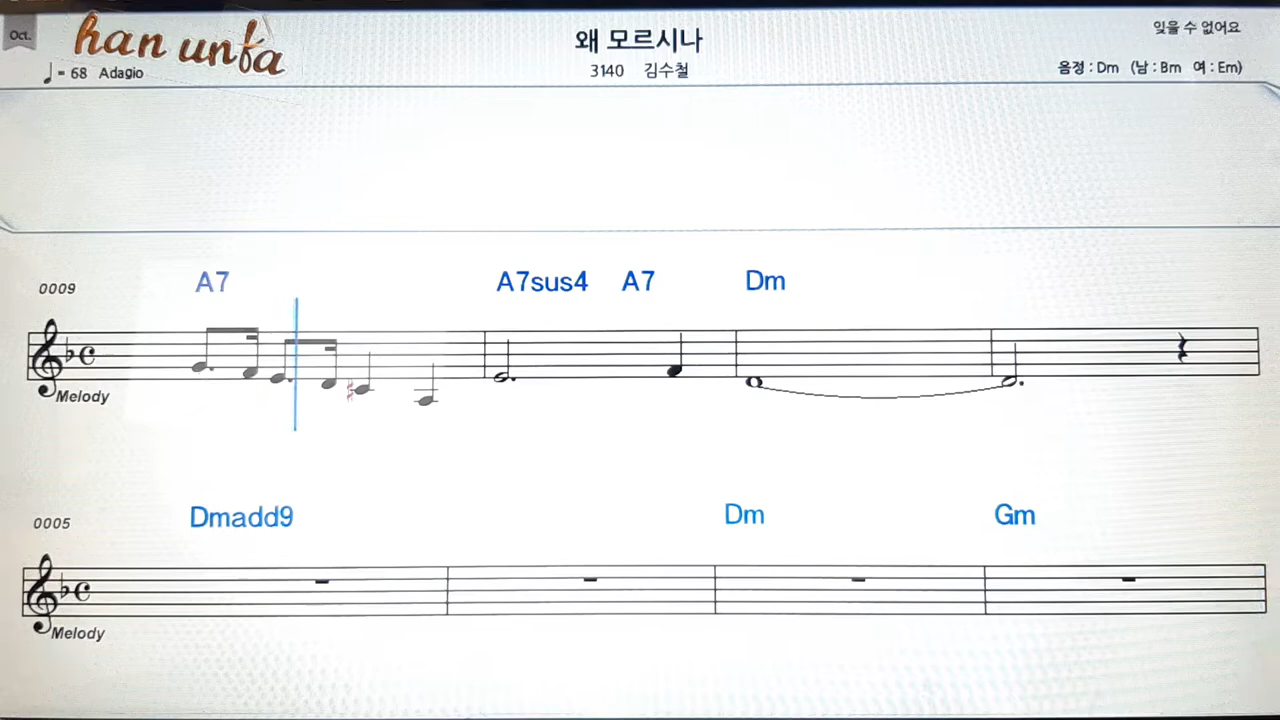 Oct.
han unfa
왜 모르시나
잊을 수 없어요
♩= 68 Adagio
3140 김수철
음정 : Dm (남 : Bm 여 : Em)
0009
A7 A7sus4 A7 Dm
Melody
0005
Dmadd9 Dm Gm
Melody